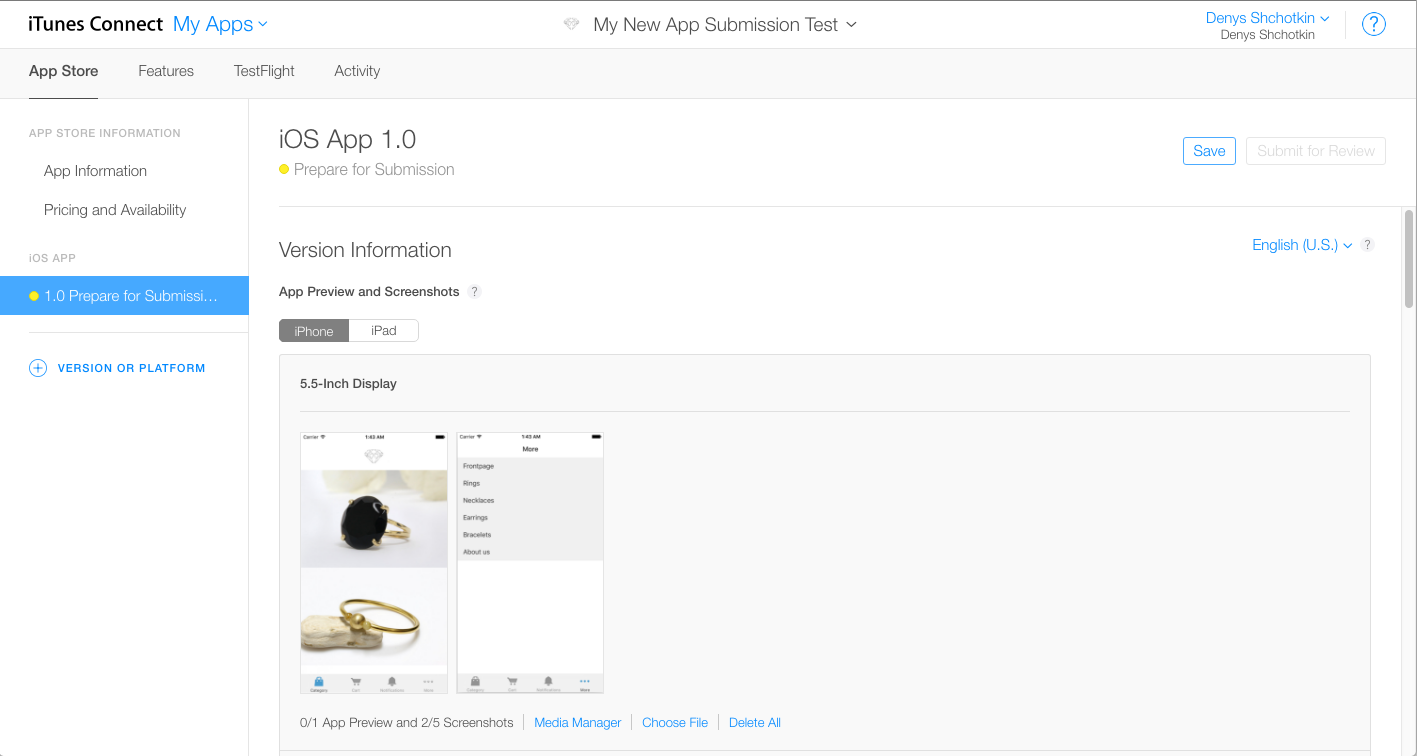 iTunes Connect My Apps
My New App Submission Test
Denys Shchotkin
Denys Shchotkin
?
App Store Features TestFlight Activity
APP STORE INFORMATION
App Information
Pricing and Availability
iOS APP
1.0 Prepare for Submissi...
VERSION OR PLATFORM
iOS App 1.0
Prepare for Submission
Save Submit for Review
Version Information
English (U.S.) ?
App Preview and Screenshots ?
iPhone iPad
5.5-Inch Display
Carrier 1:43 AM
Category Cart Notifications More
Carrier 1:43 AM
More
Frontpage
Rings
Necklaces
Earrings
Bracelets
About us
Category Cart Notifications More
0/1 App Preview and 2/5 Screenshots Media Manager Choose File Delete All